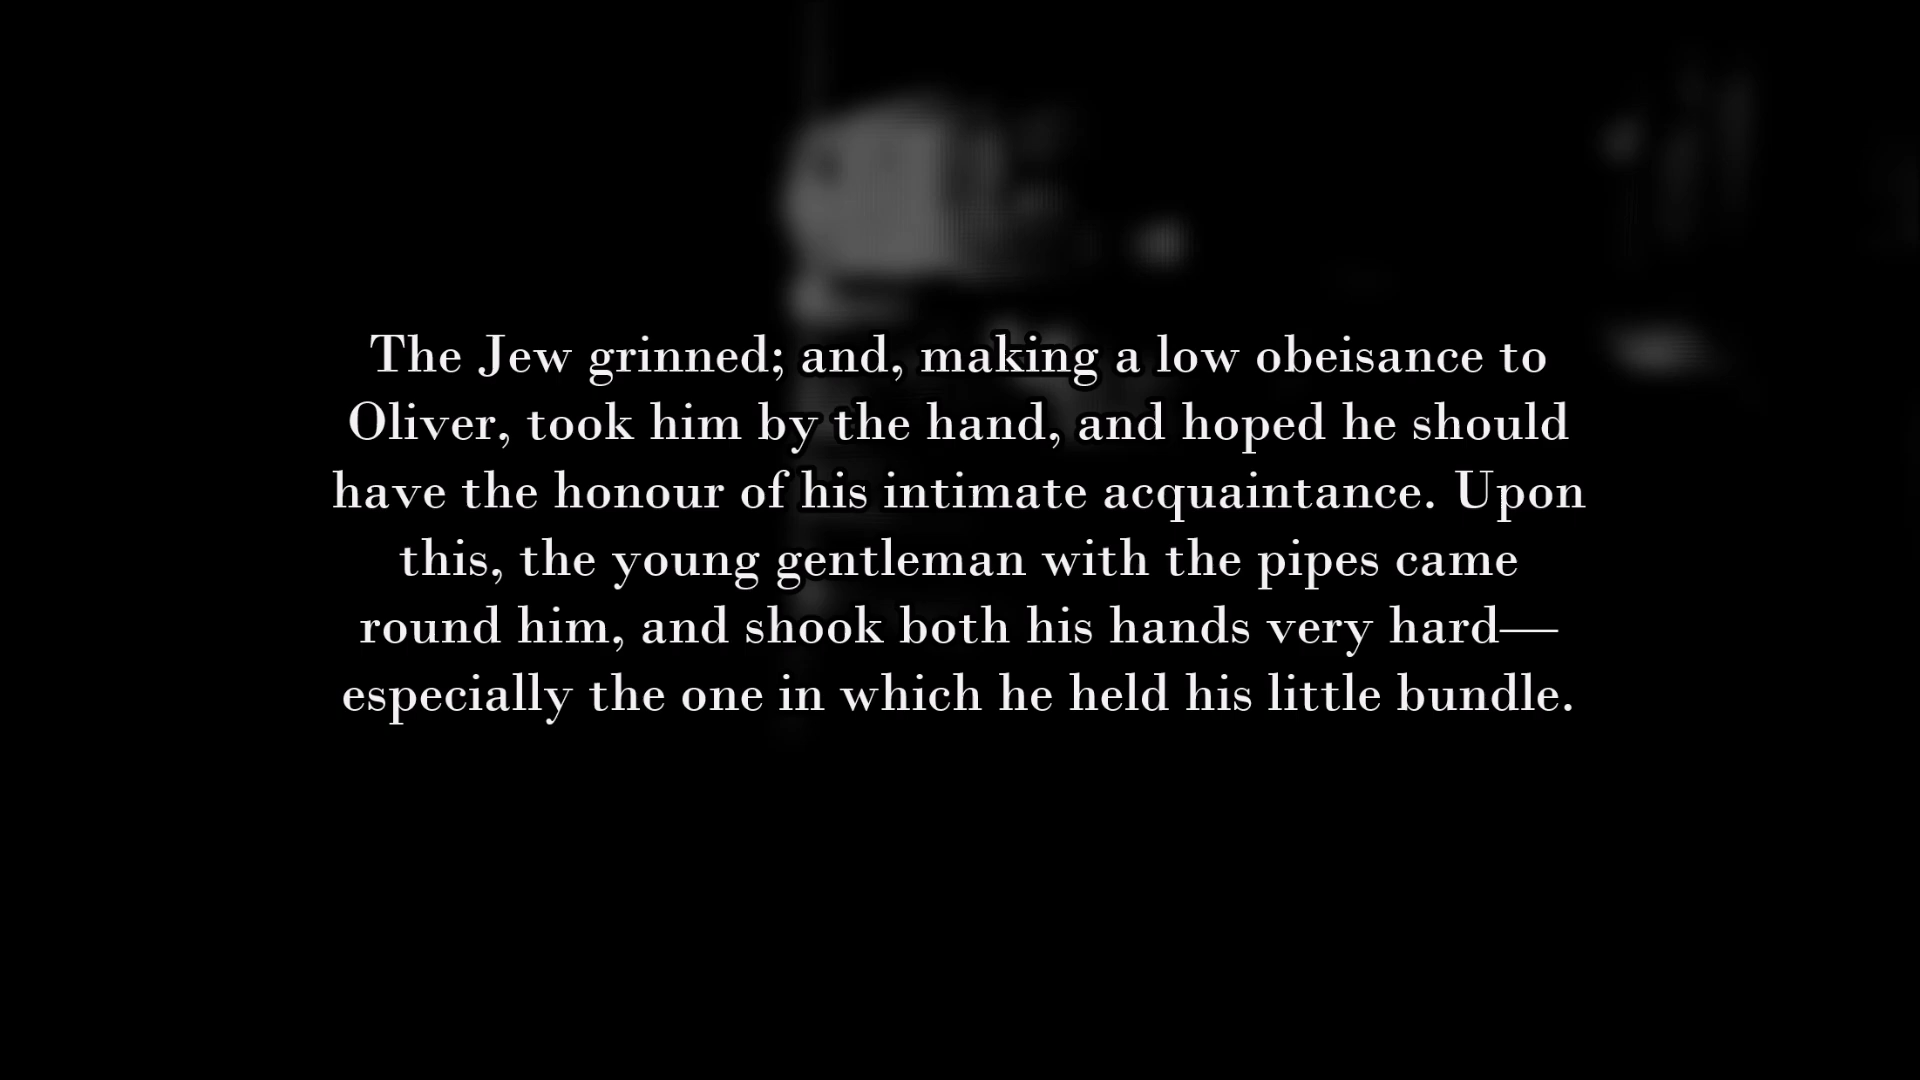 The Jew grinned; and, making a low obeisance to
Oliver, took him by the hand, and hoped he should
have the honour of his intimate acquaintance. Upon
this, the young gentleman with the pipes came
round him, and shook both his hands very hard—
especially the one in which he held his little bundle.